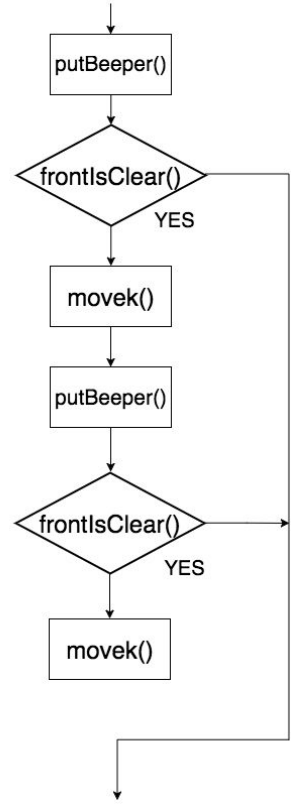 putBeeper()
frontIsClear()
YES
movek()
putBeeper()
frontIsClear()
YES
movek()